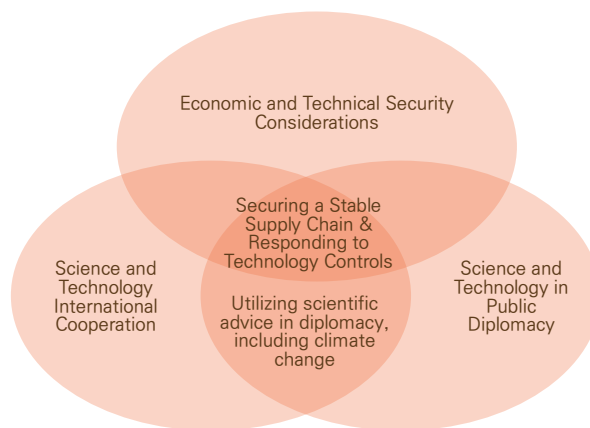 Economic and Technical Security
Considerations
Securing a Stable
Supply Chain &
Responding to
Technology Controls
Science and
Technology
International
Cooperation
Utilizing scientific
advice in diplomacy,
including climate
change
Science and
Technology in
Public
Diplomacy